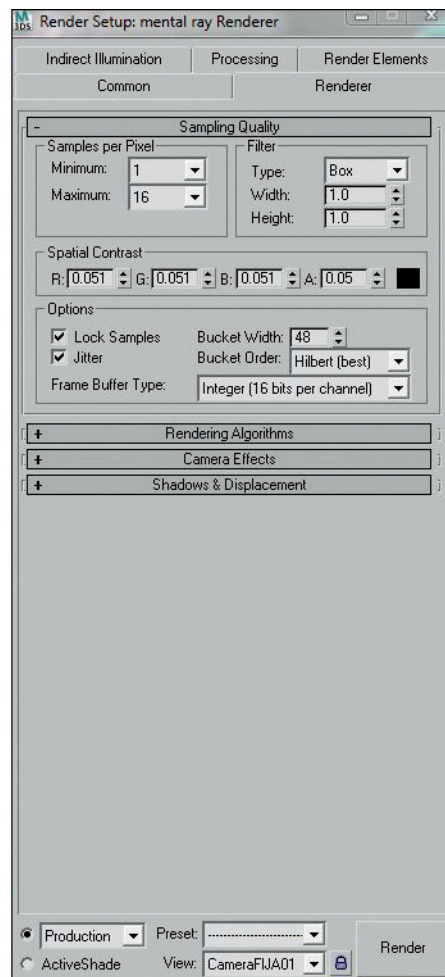 M
3DS
Render Setup: mental ray Renderer
Indirect Illumination Processing Render Elements
Common Renderer
- Sampling Quality
Samples per Pixel
Minimum: 1
Maximum: 16
Filter
Type: Box
Width: 1.0
Height: 1.0
Spatial Contrast
R: 0.051 G: 0.051 B: 0.051 A: 0.05
Options
Lock Samples Bucket Width: 48
Jitter Bucket Order: Hilbert (best)
Frame Buffer Type: Integer (16 bits per channel)
+ Rendering Algorithms
+ Camera Effects
+ Shadows & Displacement
Production Preset: -----------------------
ActiveShade View: CameraFIJA01
Render